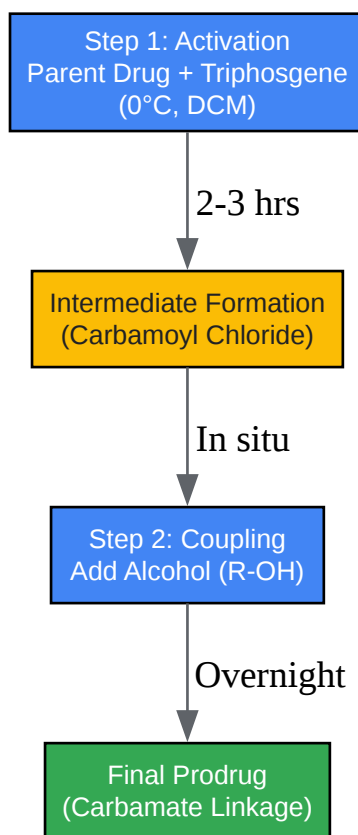 Step 1: Activation
Parent Drug + Triphosgene
(0°C, DCM)
2-3 hrs
Intermediate Formation
(Carbamoyl Chloride)
In situ
Step 2: Coupling
Add Alcohol (R-OH)
Overnight
Final Prodrug
(Carbamate Linkage)